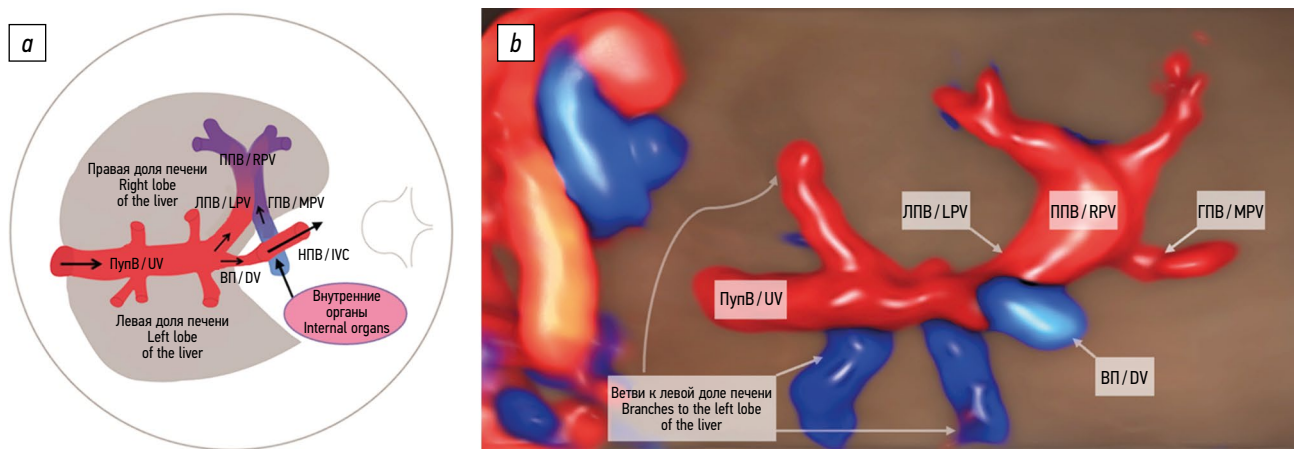 a
ППВ / RPV
Правая доля печени
Right lobe
of the liver
ЛПВ / LPV
ГПВ / MPV
ПупВ / UV
ВП / DV
НПВ / IVC
Внутренние
органы
Internal organs
Левая доля печени
Left lobe
of the liver
b
ЛПВ / LPV
ППВ / RPV
ГПВ / MPV
ПупВ / UV
ВП / DV
Ветви к левой доле печени
Branches to the left lobe
of the liver